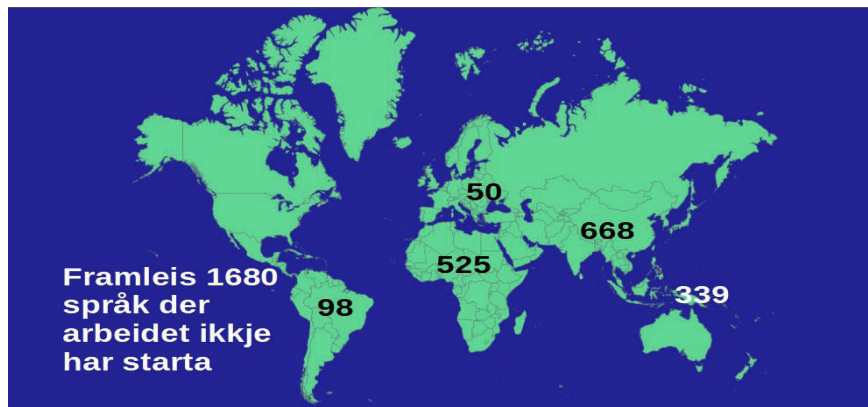 50
668
525
Framleis 1680
språk der
arbeidet ikkje
har starta
98
339